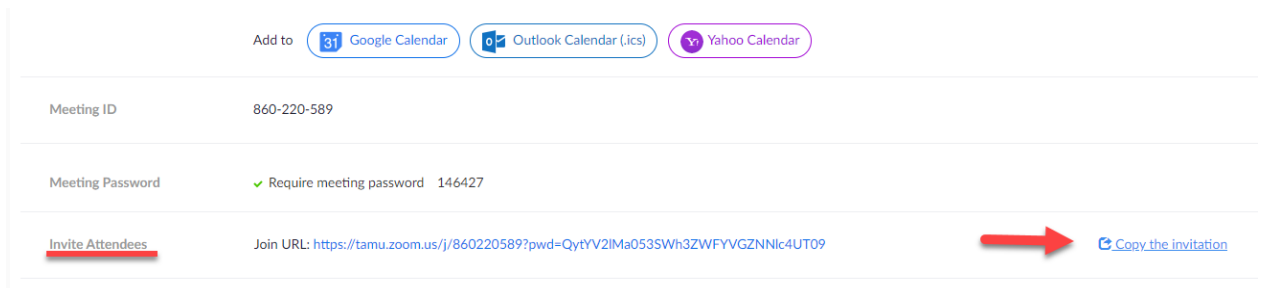 Add to 31 Google Calendar Outlook Calendar (.ics) Yahoo Calendar
Meeting ID 860-220-589
Meeting Password Require meeting password 146427
Invite Attendees Join URL: https://tamu.zoom.us/j/860220589?pwd=QytYV2lMa053SWh3ZWFYVGZNNlc4UT09 Copy the invitation